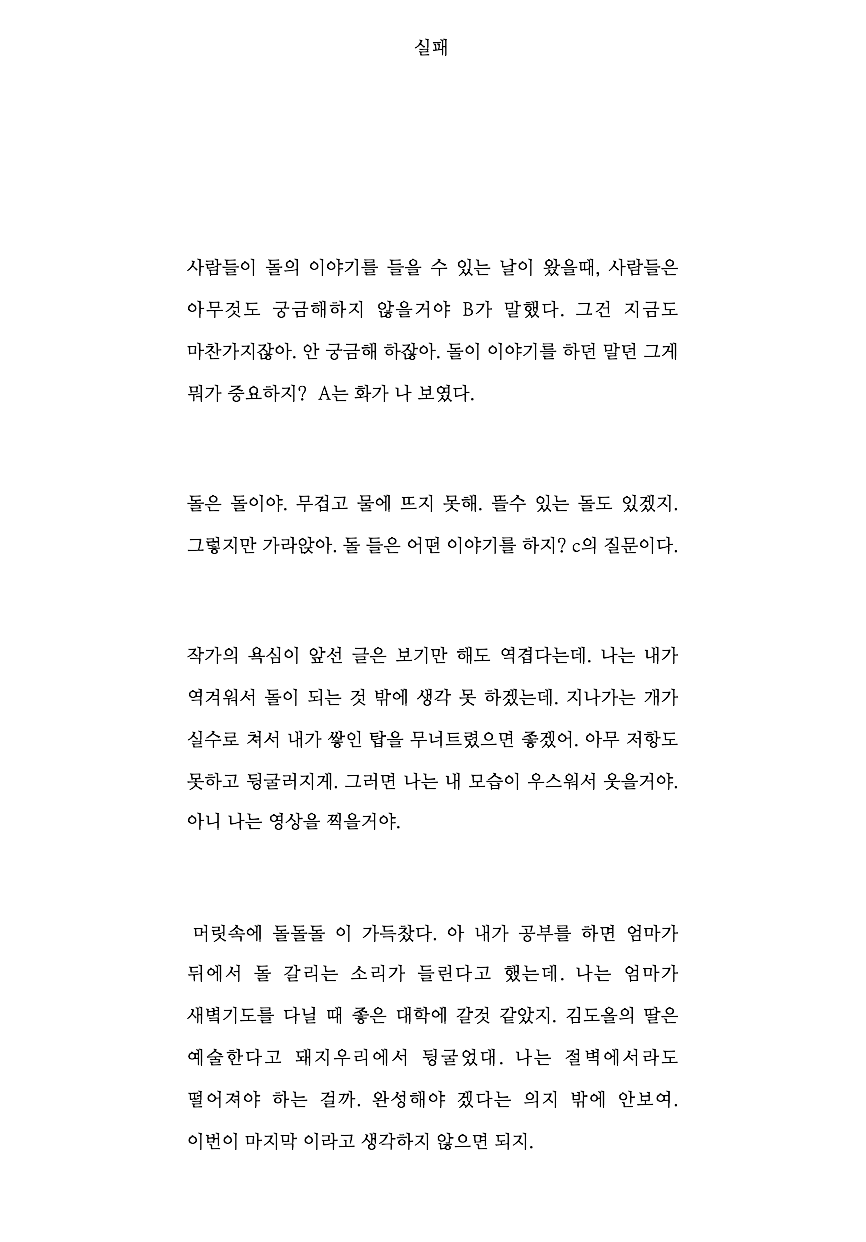 실패
사람들이 돌의 이야기를 들을 수 있는 날이 왔을때, 사람들은
아무것도 궁금해하지 않을거야 B가 말했다. 그건 지금도
마찬가지잖아. 안 궁금해 하잖아. 돌이 이야기를 하던 말던 그게
뭐가 중요하지? A는 화가 나 보였다.
돌은 돌이야. 무겁고 물에 뜨지 못해. 뜰수 있는 돌도 있겠지.
그렇지만 가라앉아. 돌 들은 어떤 이야기를 하지? c의 질문이다.
작가의 욕심이 앞선 글은 보기만 해도 역겹다는데. 나는 내가
역겨워서 돌이 되는 것 밖에 생각 못 하겠는데. 지나가는 개가
실수로 쳐서 내가 쌓인 탑을 무너트렸으면 좋겠어. 아무 저항도
못하고 뒹굴러지게. 그러면 나는 내 모습이 우스워서 웃을거야.
아니 나는 영상을 찍을거야.
머릿속에 돌돌돌 이 가득찼다. 아 내가 공부를 하면 엄마가
뒤에서 돌 갈리는 소리가 들린다고 했는데. 나는 엄마가
새벽기도를 다닐 때 좋은 대학에 갈것 같았지. 김도올의 딸은
예술한다고 돼지우리에서 뒹굴었대. 나는 절벽에서라도
떨어져야 하는 걸까. 완성해야 겠다는 의지 밖에 안보여.
이번이 마지막 이라고 생각하지 않으면 되지.